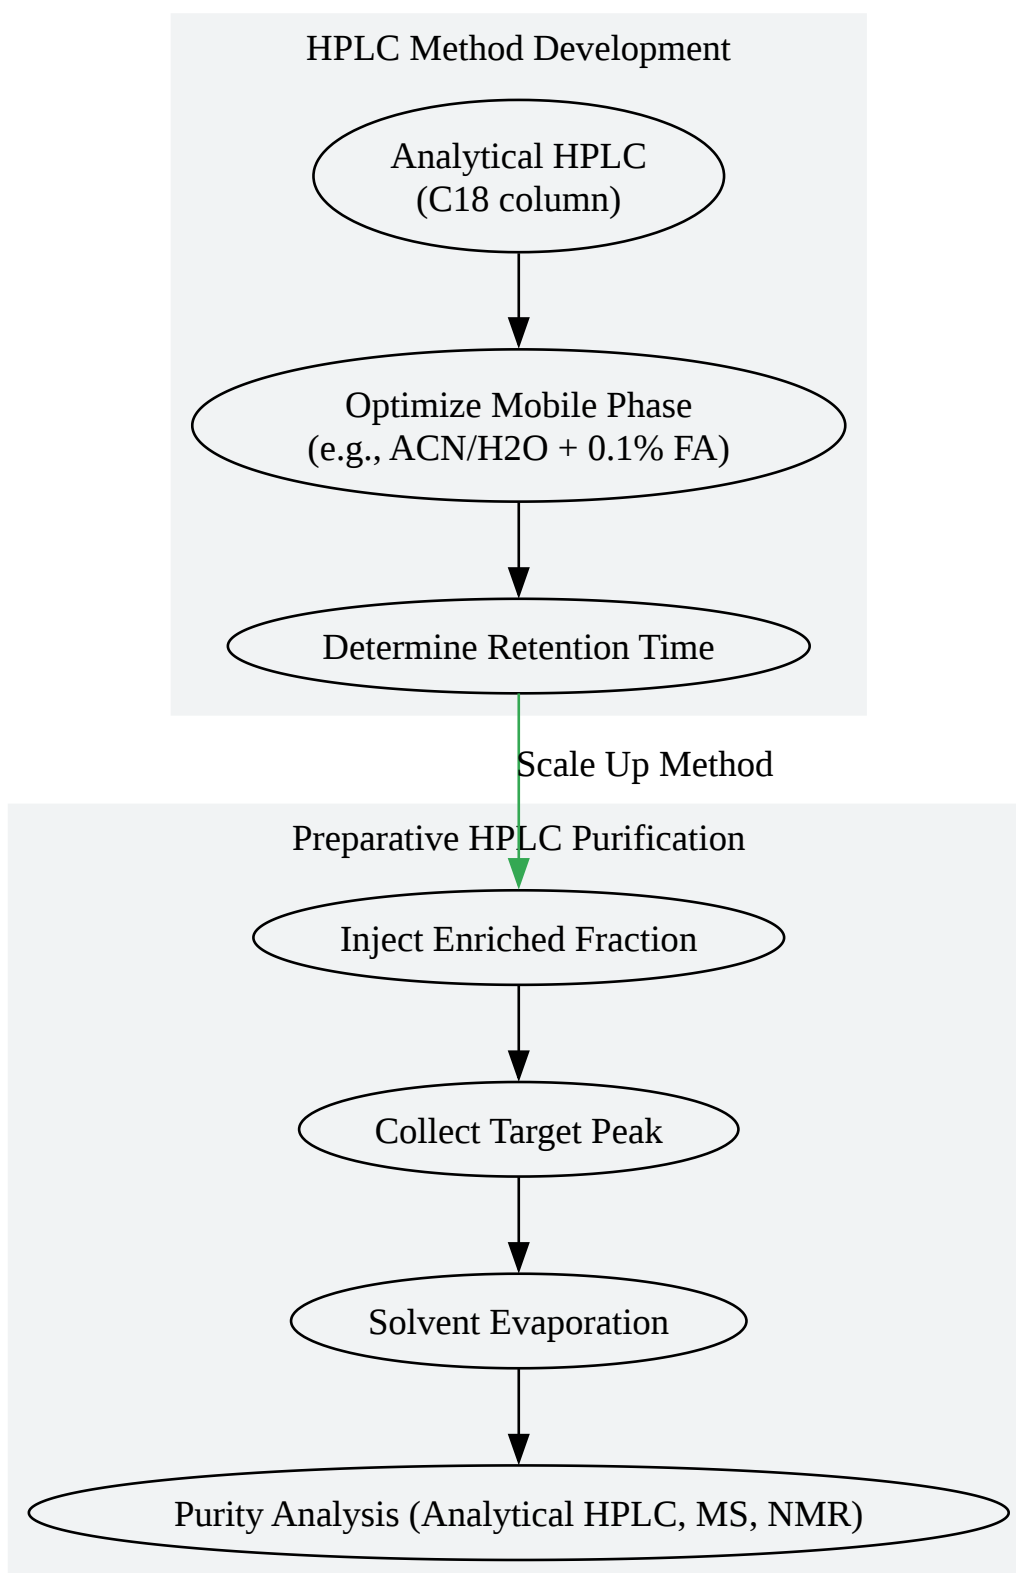 HPLC Method Development
Analytical HPLC
(C18 column)
Optimize Mobile Phase
(e.g., ACN/H2O + 0.1% FA)
Determine Retention Time
Scale Up Method
Preparative HPLC Purification
Inject Enriched Fraction
Collect Target Peak
Solvent Evaporation
Purity Analysis (Analytical HPLC, MS, NMR)